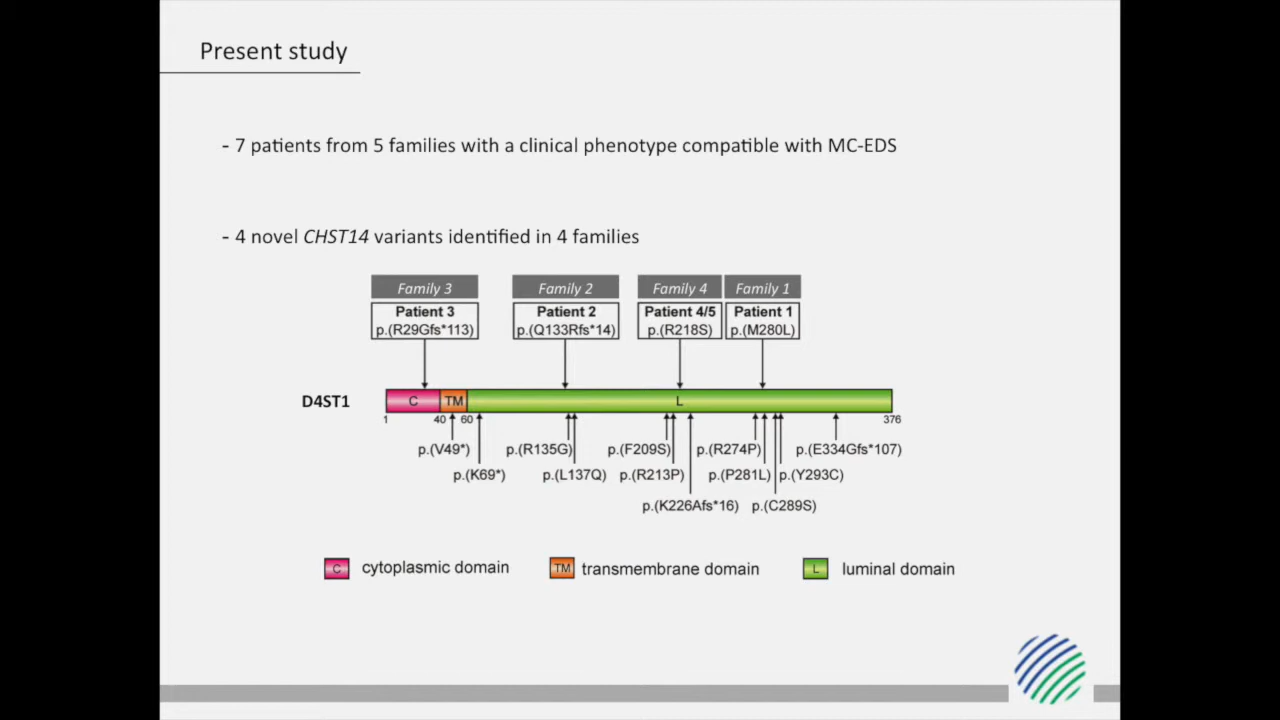 Present study
- 7 patients from 5 families with a clinical phenotype compatible with MC-EDS
- 4 novel CHST14 variants identified in 4 families
Family 3 Family 2 Family 4 Family 1
Patient 3 Patient 2 Patient 4/5 Patient 1
p.(R29Gfs*113) p.(Q133Rfs*14) p.(R218S) p.(M280L)
D4ST1 C TM L
1 40 60 376
p.(V49*) p.(R135G) p.(F209S) p.(R274P) p.(E334Gfs*107)
p.(K69*) p.(L137Q) p.(R213P) p.(P281L) p.(Y293C)
p.(K226Afs*16) p.(C289S)
C cytoplasmic domain TM transmembrane domain L luminal domain